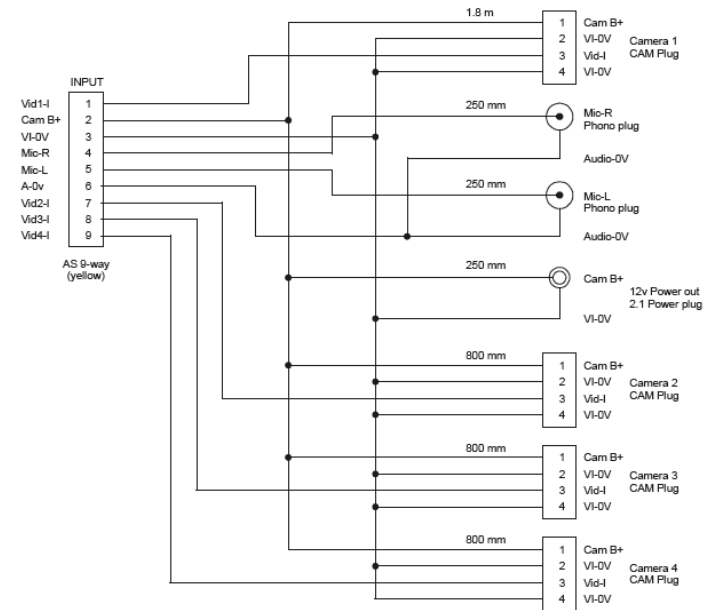 1.8 m
1 Cam B+
2 VI-0V
3 Vid-I
4 VI-0V
Camera 1
CAM Plug
INPUT
Vid1-I 1
Cam B+ 2
VI-0V 3
Mic-R 4
Mic-L 5
A-0v 6
Vid2-I 7
Vid3-I 8
Vid4-I 9
AS 9-way
(yellow)
250 mm
Mic-R
Phono plug
Audio-0V
250 mm
Mic-L
Phono plug
Audio-0V
250 mm
Cam B+
12v Power out
2.1 Power plug
VI-0V
800 mm
1 Cam B+
2 VI-0V
3 Vid-I
4 VI-0V
Camera 2
CAM Plug
800 mm
1 Cam B+
2 VI-0V
3 Vid-I
4 VI-0V
Camera 3
CAM Plug
800 mm
1 Cam B+
2 VI-0V
3 Vid-I
4 VI-0V
Camera 4
CAM Plug